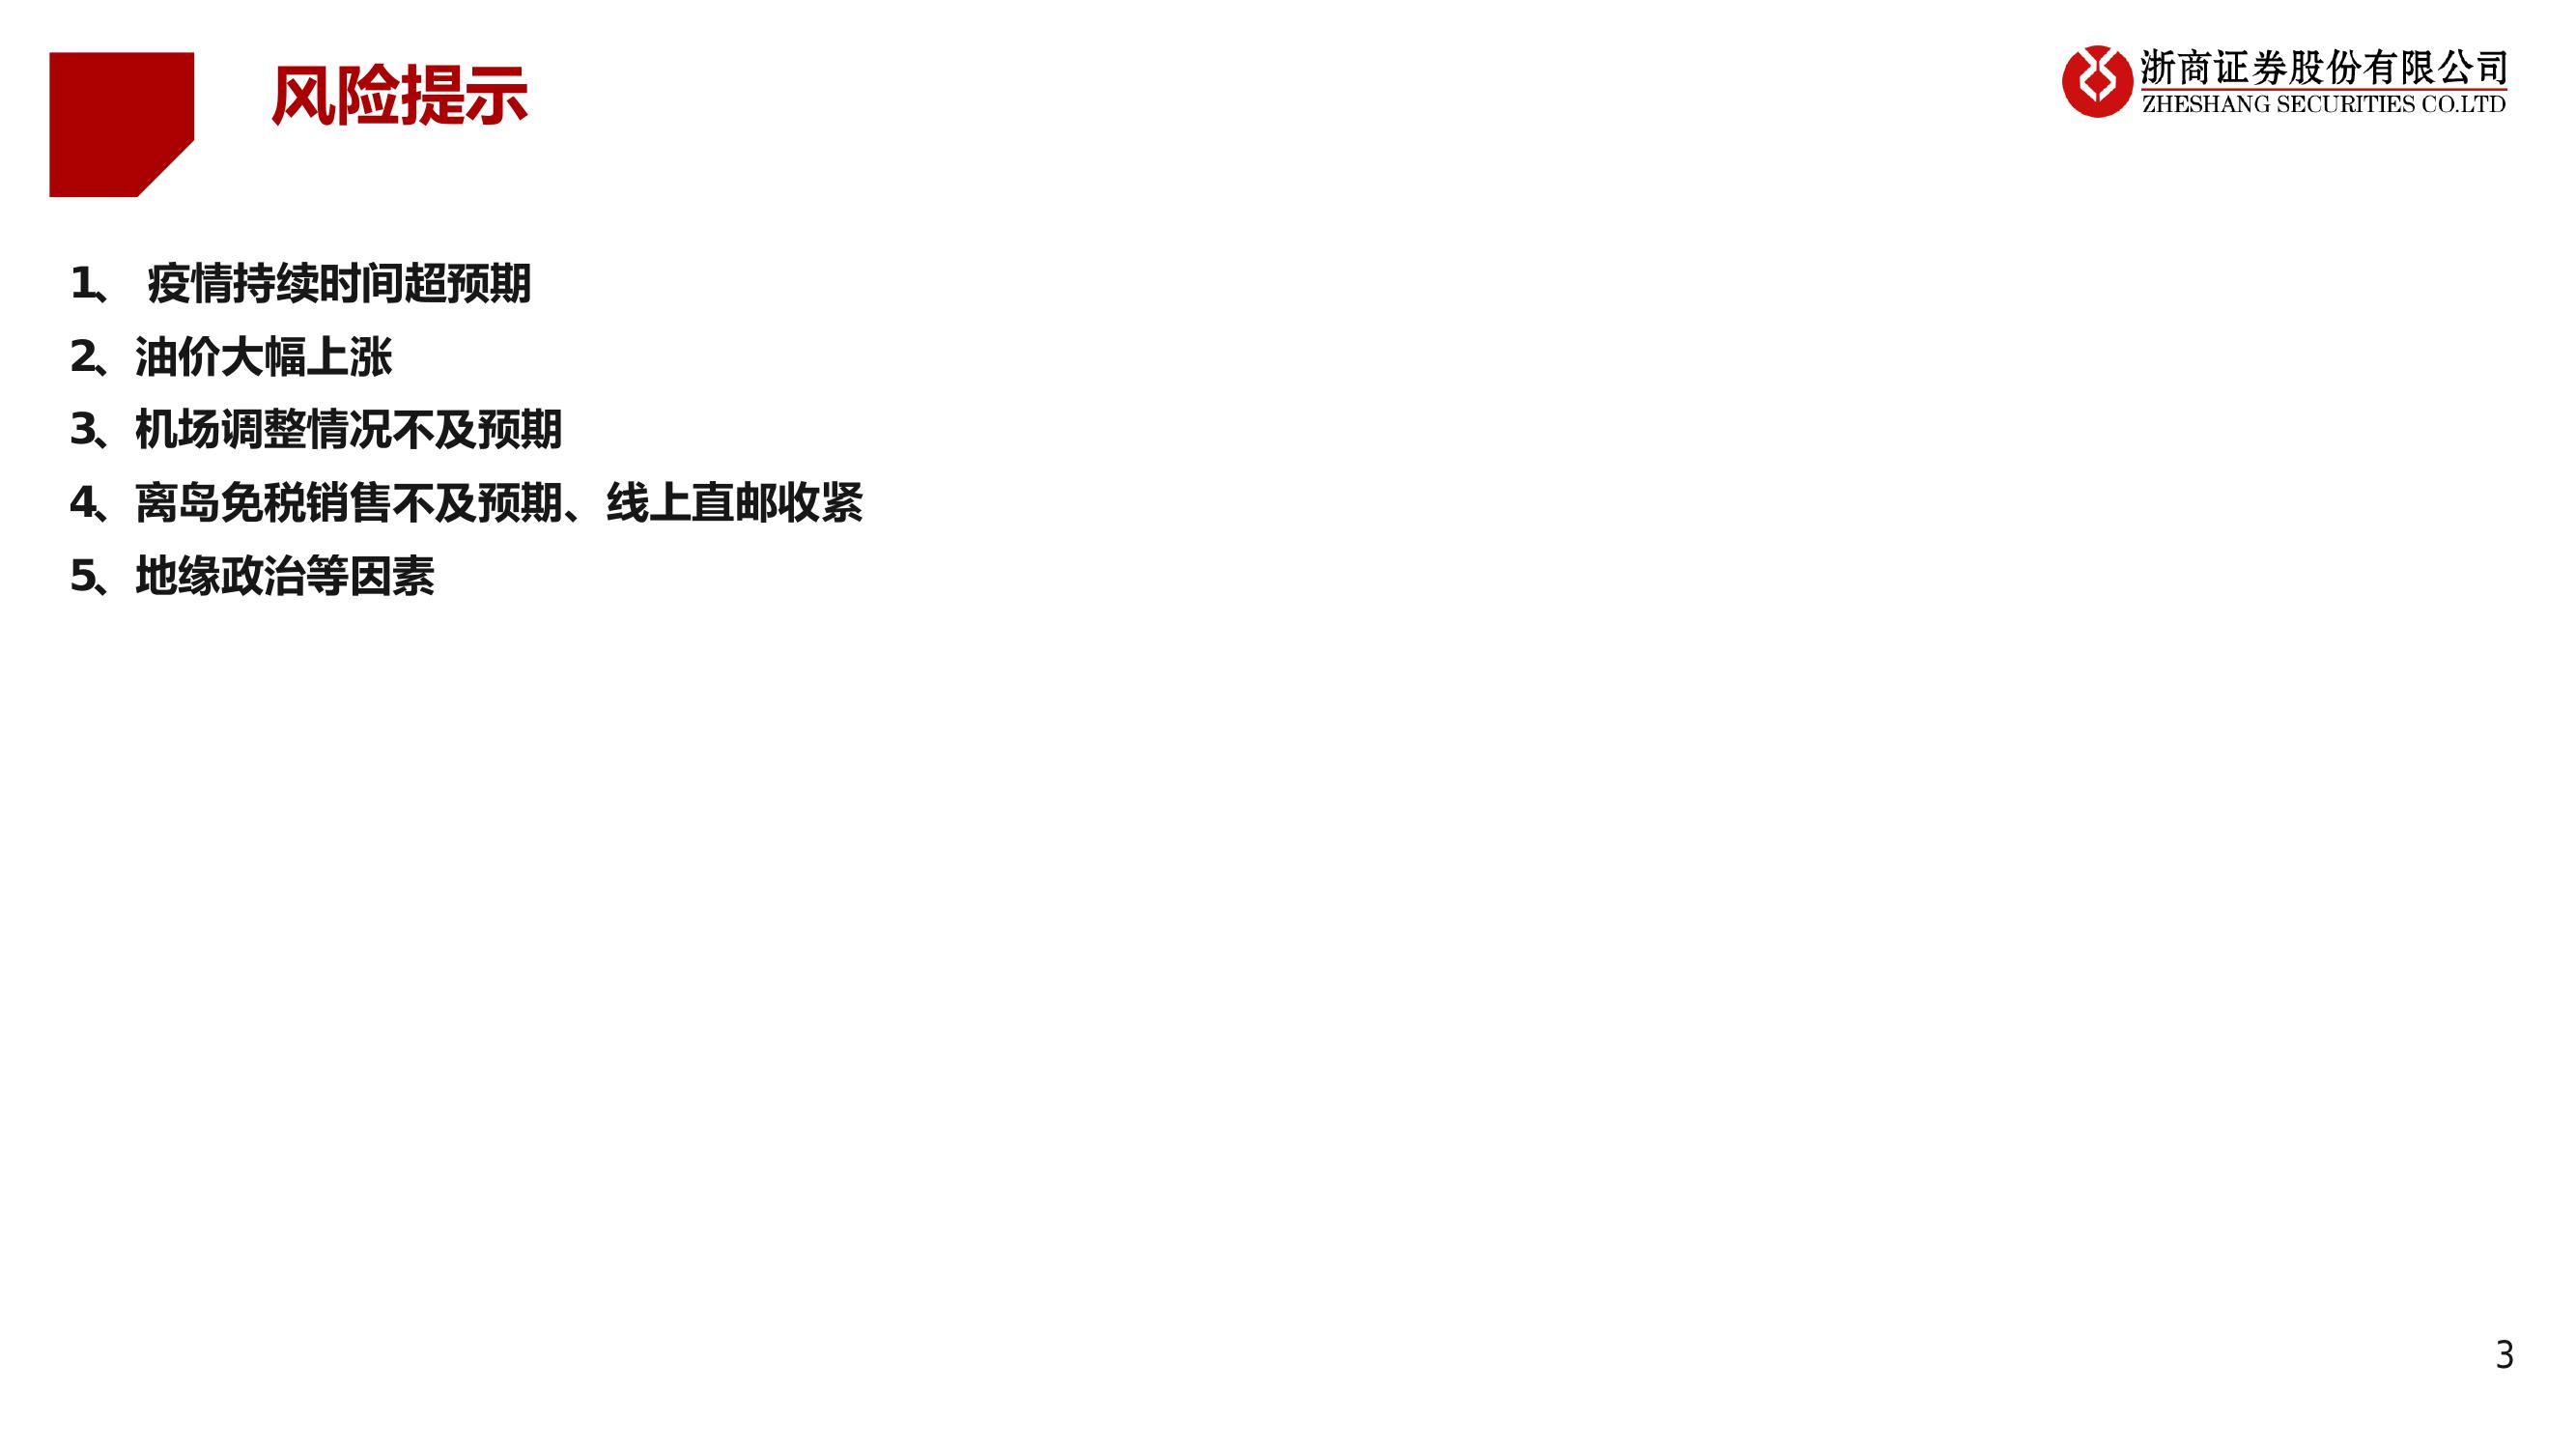 风险提示
浙商证券股份有限公司
ZHESHANG SECURITIES CO.LTD
1、 疫情持续时间超预期
2、油价大幅上涨
3、机场调整情况不及预期
4、离岛免税销售不及预期、线上直邮收紧
5、地缘政治等因素
3